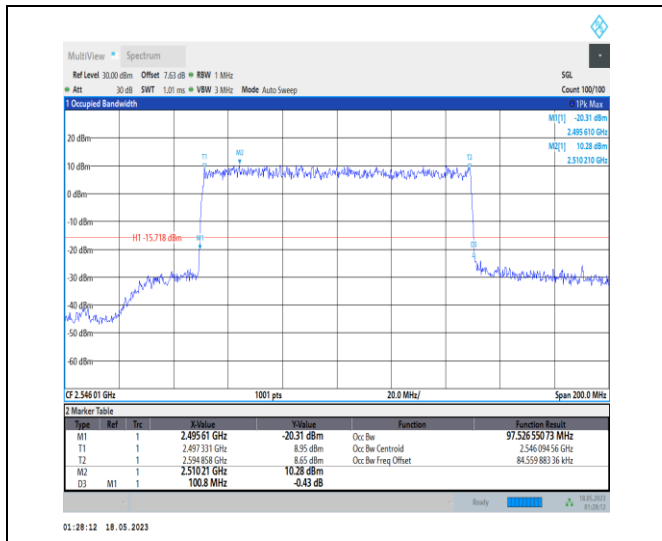 MultiView Spectrum
Ref Level 30.00 dBm Offset 7.63 dB RBW 1 MHz SGL
Att 30 dB SWT 1.01 ms VBW 3 MHz Mode Auto Sweep Count 100/100
1 Occupied Bandwidth 1Pk Max
M1[1] -20.31 dBm
2.495 610 GHz
M2[1] 10.28 dBm
2.510 210 GHz
20 dBm
T1 M2 T2
10 dBm
0 dBm
-10 dBm
H1 -15.718 dBm M1
-20 dBm
D3
-30 dBm
-40 dBm
-50 dBm
-60 dBm
CF 2.546 01 GHz 1001 pts 20.0 MHz/ Span 200.0 MHz
2 Marker Table
Type Ref Trc X-Value Y-Value Function Function Result
M1 1 2.49561 GHz -20.31 dBm Occ Bw 97.526 550 73 MHz
T1 1 2.497331 GHz 8.95 dBm Occ Bw Centroid 2.546 094 56 GHz
T2 1 2.594 858 GHz 8.65 dBm Occ Bw Freq Offset 84.559 883 36 kHz
M2 1 2.51021 GHz 10.28 dBm
D3 M1 1 100.8 MHz -0.43 dB
Ready 18.05.2023
01:28:12
01:28:12 18.05.2023